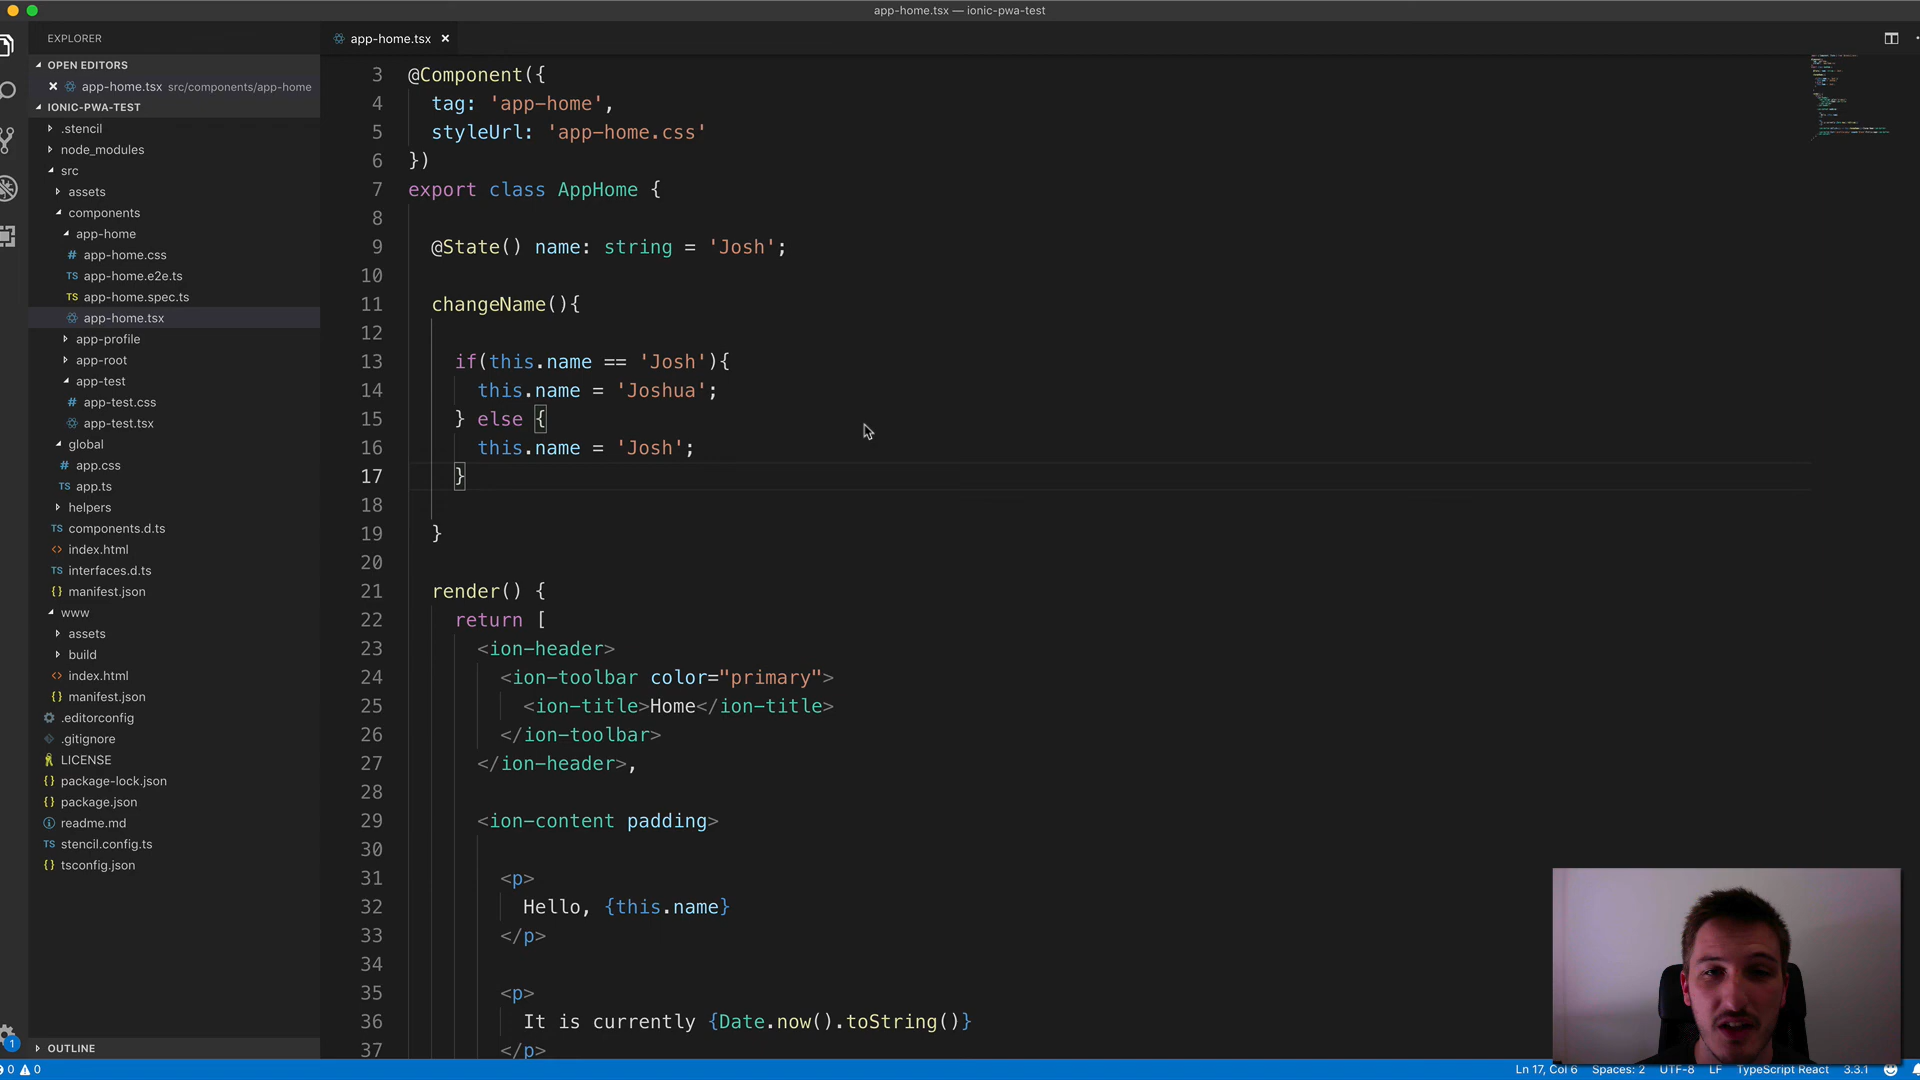 app-home.tsx — ionic-pwa-test
EXPLORER
OPEN EDITORS
app-home.tsx src/components/app-home
IONIC-PWA-TEST
.stencil
node_modules
src
assets
components
app-home
app-home.css
TS app-home.e2e.ts
TS app-home.spec.ts
app-home.tsx
app-profile
app-root
app-test
# app-test.css
app-test.tsx
global
# app.css
TS app.ts
helpers
TS components.d.ts
<> index.html
TS interfaces.d.ts
{} manifest.json
www
assets
build
<> index.html
{} manifest.json
.editorconfig
.gitignore
LICENSE
{} package-lock.json
{} package.json
readme.md
TS stencil.config.ts
{} tsconfig.json
OUTLINE
app-home.tsx
3 @Component({
4 tag: 'app-home',
5 styleUrl: 'app-home.css'
6 })
7 export class AppHome {
8
9 @State() name: string = 'Josh';
10
11 changeName(){
12
13 if(this.name == 'Josh'){
14 this.name = 'Joshua';
15 } else {
16 this.name = 'Josh';
17 }
18
19 }
20
21 render() {
22 return [
23 <ion-header>
24 <ion-toolbar color="primary">
25 <ion-title>Home</ion-title>
26 </ion-toolbar>
27 </ion-header>,
28
29 <ion-content padding>
30
31 <p>
32 Hello, {this.name}
33 </p>
34
35 <p>
36 It is currently {Date.now().toString()}
37 </p>
1
0 0
Ln 17, Col 6 Spaces: 2 UTF-8 LF TypeScript React 3.3.1